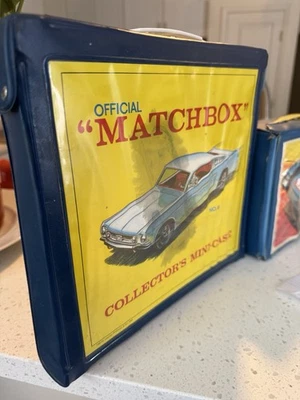 OFFICIAL
"MATCHBOX"
COLLECTOR'S MINI-CASE